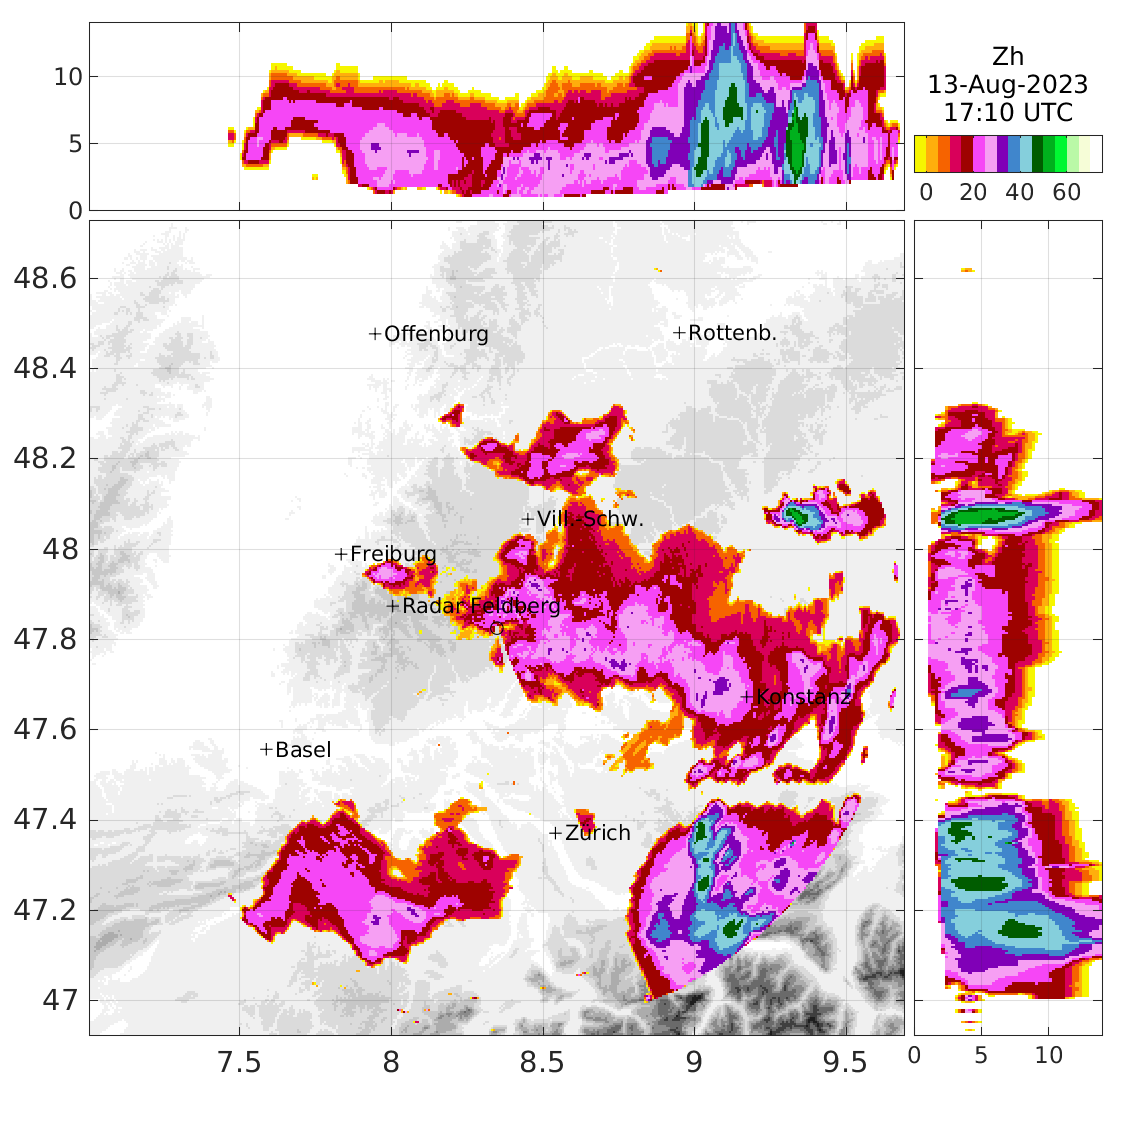 10
5
0
Zh
13-Aug-2023
17:10 UTC
0 20 40 60
48.6
48.4
48.2
48
47.8
47.6
47.4
47.2
47
+Offenburg
+Rottenb.
+Vill.-Schw.
+Freiburg
+Radar Feldberg
+Konstanz
+Basel
+Zürich
7.5 8 8.5 9 9.5
0 5 10